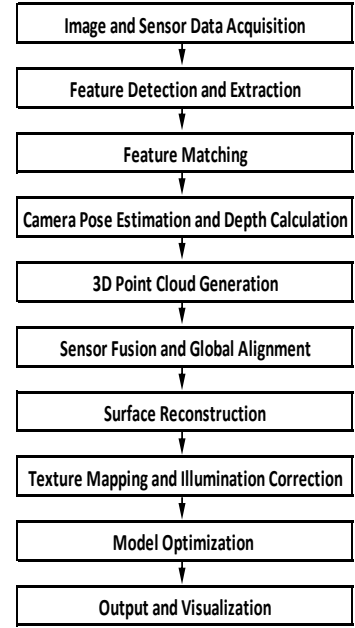 Image and Sensor Data Acquisition
Feature Detection and Extraction
Feature Matching
Camera Pose Estimation and Depth Calculation
3D Point Cloud Generation
Sensor Fusion and Global Alignment
Surface Reconstruction
Texture Mapping and Illumination Correction
Model Optimization
Output and Visualization